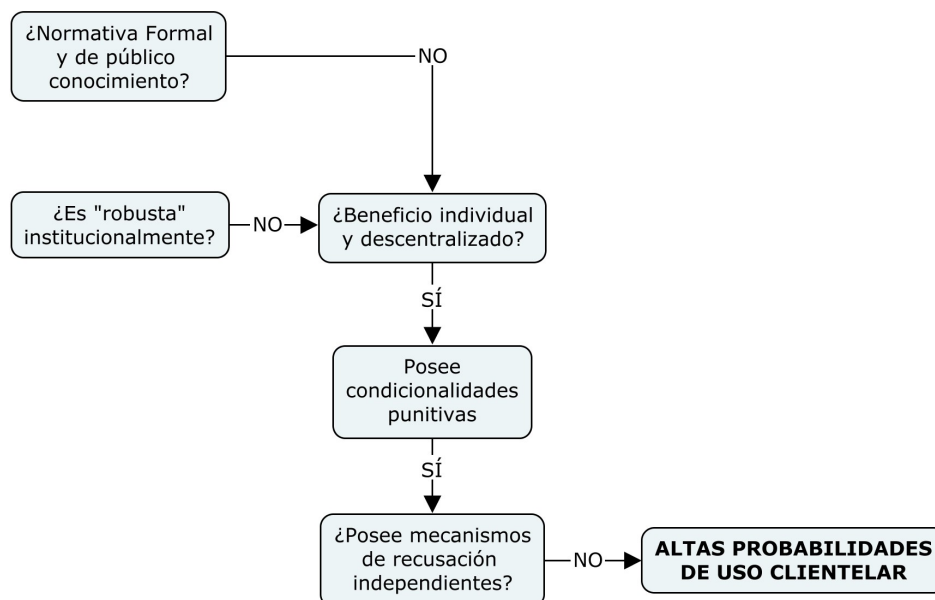 ¿Normativa Formal
y de público
conocimiento?
NO
¿Es "robusta"
institucionalmente?
NO
¿Beneficio individual
y descentralizado?
SÍ
Posee
condicionalidades
punitivas
SÍ
¿Posee mecanismos
de recusación
independientes?
NO
ALTAS PROBABILIDADES
DE USO CLIENTELAR